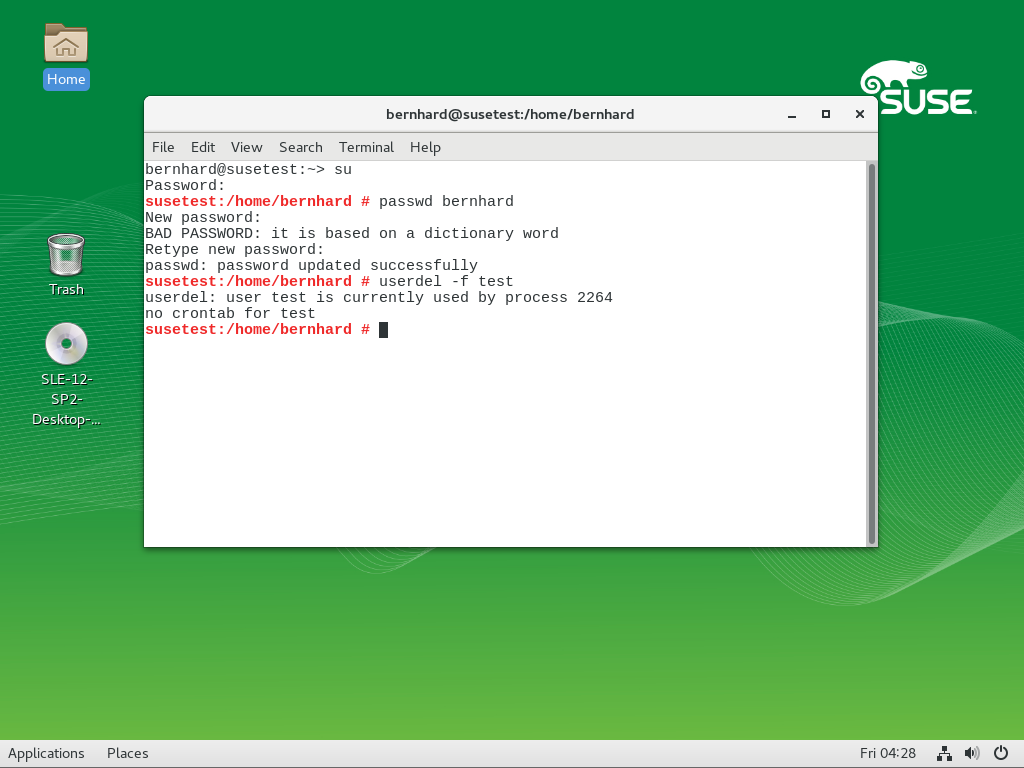 Home
SUSE
bernhard@susetest:/home/bernhard
File Edit View Search Terminal Help
bernhard@susetest:~> su
Password:
susetest:/home/bernhard # passwd bernhard
New password:
BAD PASSWORD: it is based on a dictionary word
Retype new password:
passwd: password updated successfully
susetest:/home/bernhard # userdel -f test
userdel: user test is currently used by process 2264
no crontab for test
susetest:/home/bernhard #
Trash
SLE-12-
SP2-
Desktop-...
Applications Places Fri 04:28